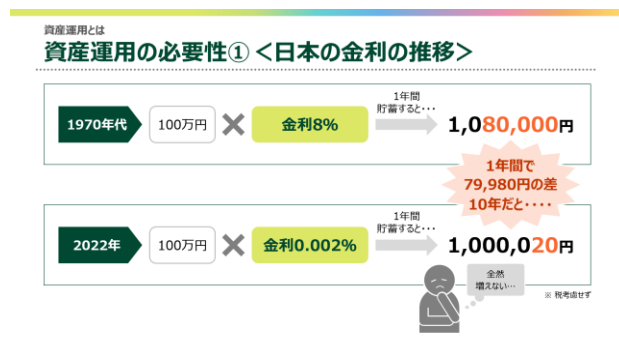 資産運用とは
資産運用の必要性① <日本の金利の推移>
1970年代
100万円
×
金利8%
1年間
貯蓄すると・・・
1,080,000円
1年間で
79,980円の差
10年だと・・・・
2022年
100万円
×
金利0.002%
1年間
貯蓄すると・・・
1,000,020円
全然
増えない…
※ 税考慮せず